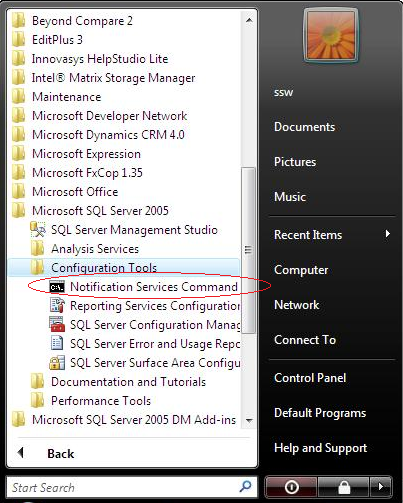 Beyond Compare 2
EditPlus 3
Innovasys HelpStudio Lite
Intel® Matrix Storage Manager
Maintenance
Microsoft Developer Network
Microsoft Dynamics CRM 4.0
Microsoft Expression
Microsoft FxCop 1.35
Microsoft Office
Microsoft SQL Server 2005
SQL Server Management Studio
Analysis Services
Configuration Tools
Notification Services Command
Reporting Services Configuration
SQL Server Configuration Manag
SQL Server Error and Usage Repo
SQL Server Surface Area Configu
Documentation and Tutorials
Performance Tools
Microsoft SQL Server 2005 DM Add-ins
Back
Start Search
ssw
Documents
Pictures
Music
Recent Items
Computer
Network
Connect To
Control Panel
Default Programs
Help and Support